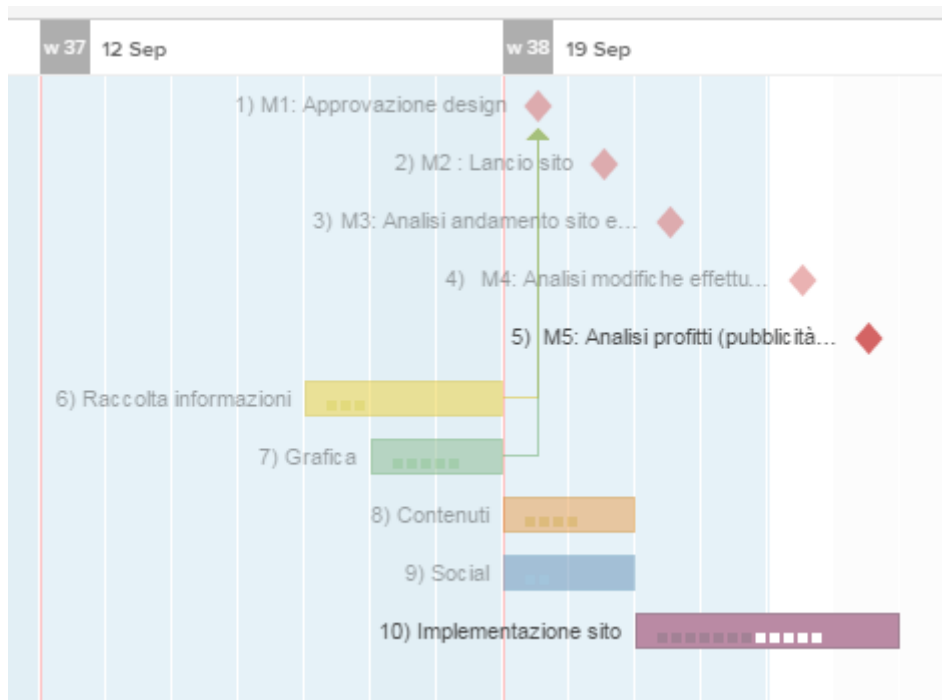 w 37 12 Sep w 38 19 Sep
1) M1: Approvazione design
2) M2 : Lancio sito
3) M3: Analisi andamento sito e...
4) M4: Analisi modifiche effettu...
5) M5: Analisi profitti (pubblicità...
6) Raccolta informazioni
7) Grafica
8) Contenuti
9) Social
10) Implementazione sito